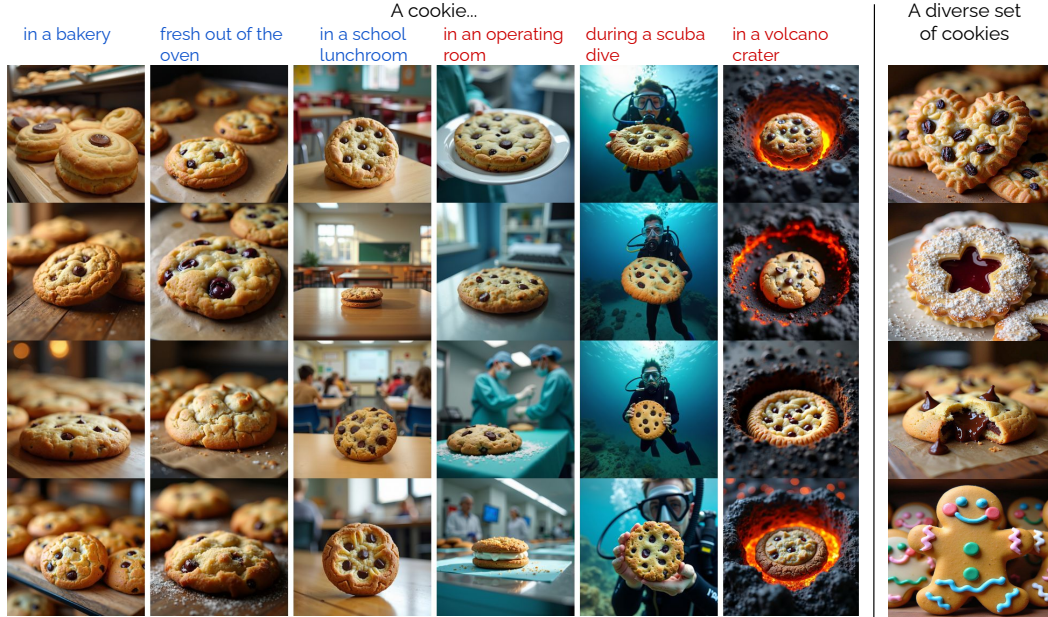 A cookie...
in a bakery
fresh out of the
oven
in a school
lunchroom
in an operating
room
during a scuba
dive
in a volcano
crater
A diverse set
of cookies